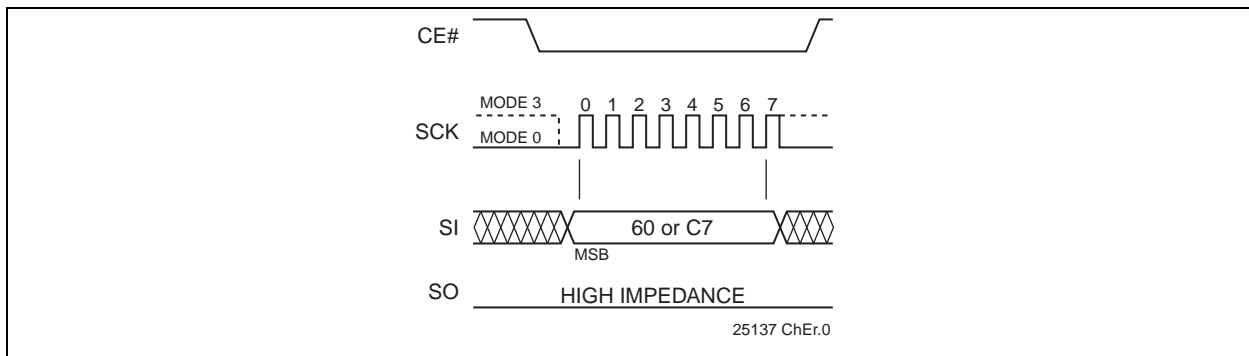 CE#
MODE 3
0 1 2 3 4 5 6 7
SCK
MODE 0
SI
60 or C7
MSB
SO
HIGH IMPEDANCE
25137 ChEr.0